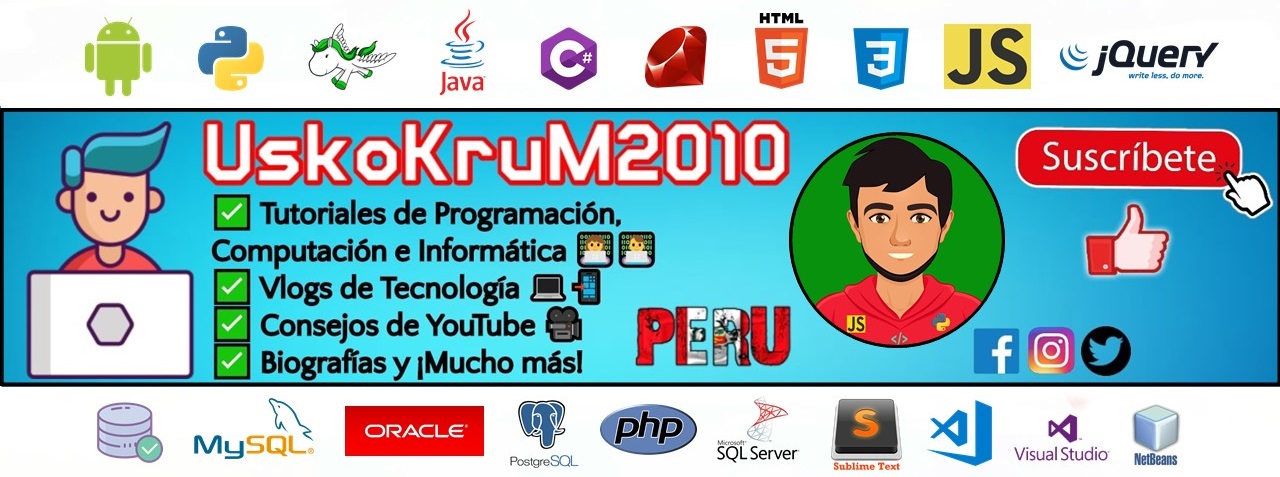 HTML
Java
C#
5
3
JS
jQuery
write less, do more.
UskoKruM2010
Tutoriales de Programación,
Computación e Informática
Vlogs de Tecnología
Consejos de YouTube
Biografías y ¡Mucho más!
PERU
JS
</>
Suscríbete
MySQL®
ORACLE®
PostgreSQL
php
Microsoft®
SQL Server®
S
Sublime Text
Visual Studio®
NetBeans